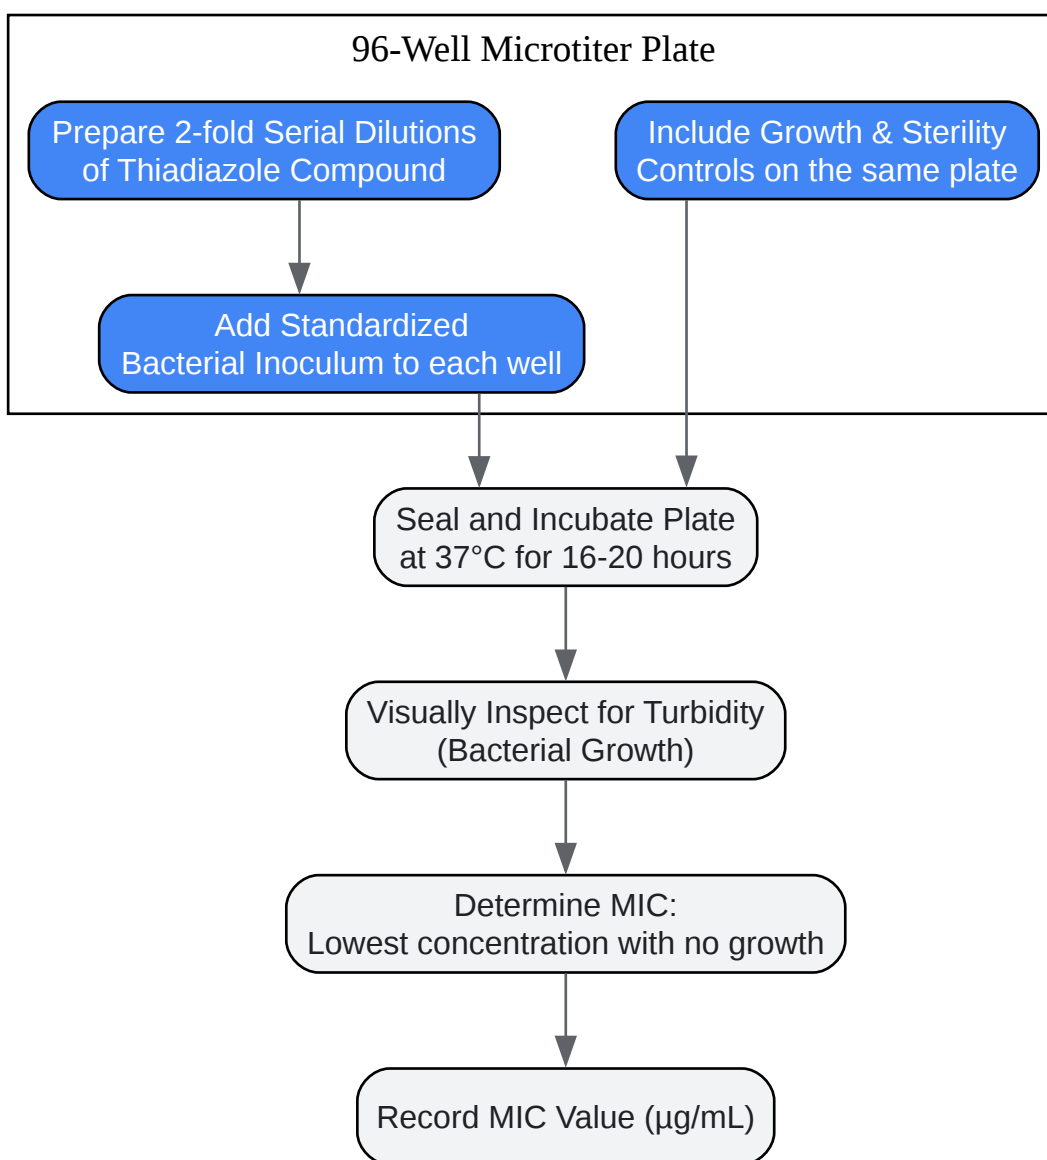 96-Well Microtiter Plate
Prepare 2-fold Serial Dilutions
of Thiadiazole Compound
Include Growth & Sterility
Controls on the same plate
Add Standardized
Bacterial Inoculum to each well
Seal and Incubate Plate
at 37°C for 16-20 hours
Visually Inspect for Turbidity
(Bacterial Growth)
Determine MIC:
Lowest concentration with no growth
Record MIC Value (µg/mL)